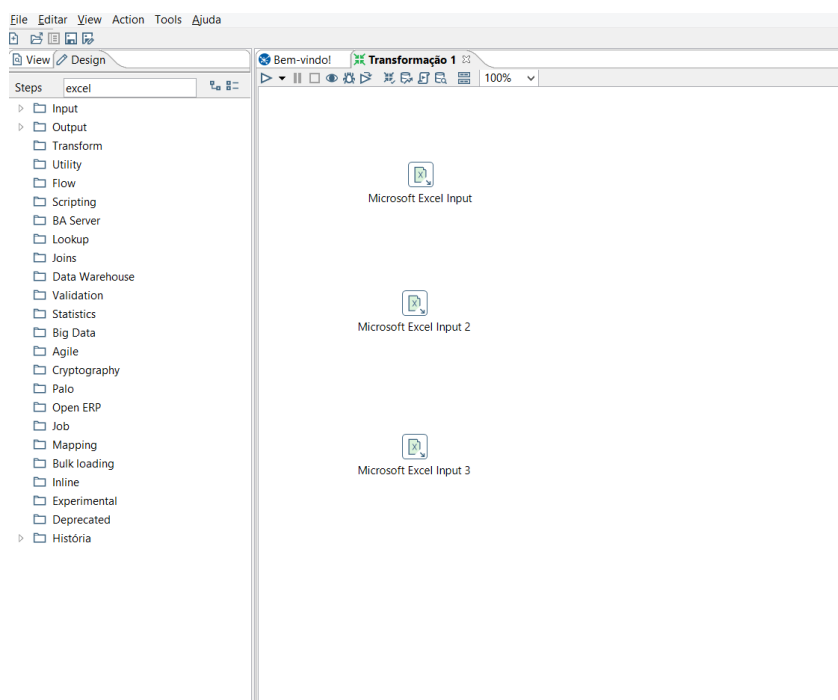 File Editar View Action Tools Ajuda
View Design
Steps excel
Input
Output
Transform
Utility
Flow
Scripting
BA Server
Lookup
Joins
Data Warehouse
Validation
Statistics
Big Data
Agile
Cryptography
Palo
Open ERP
Job
Mapping
Bulk loading
Inline
Experimental
Deprecated
História
Bem-vindo! Transformação 1
100%
Microsoft Excel Input
Microsoft Excel Input 2
Microsoft Excel Input 3